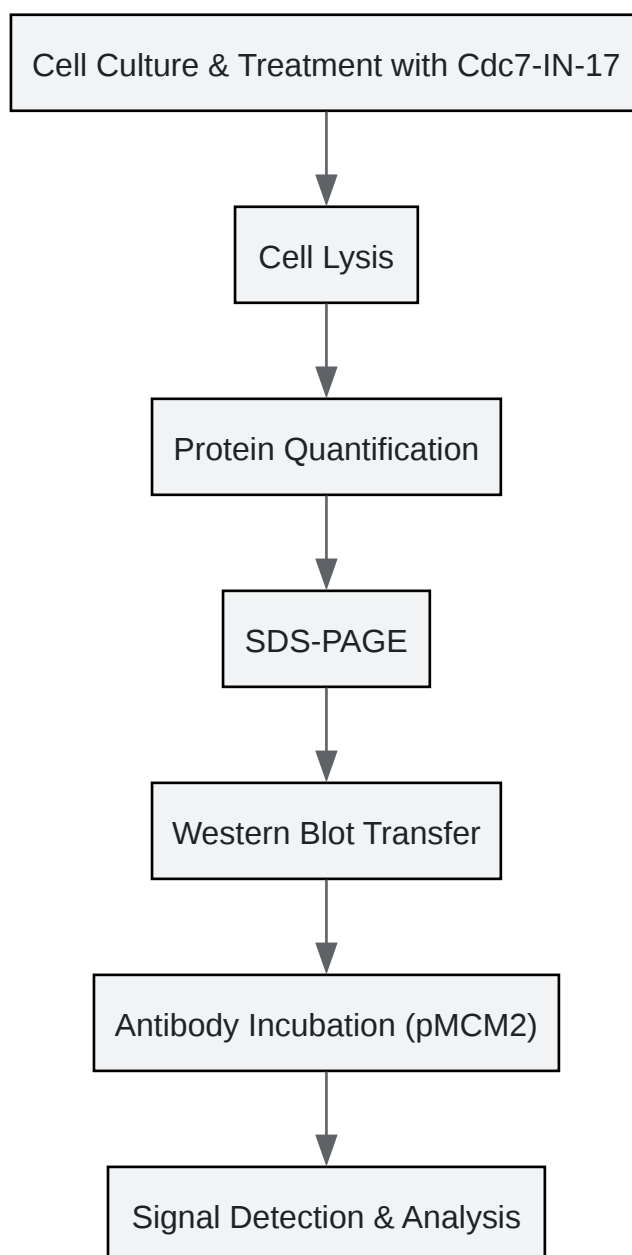 Cell Culture & Treatment with Cdc7-IN-17
Cell Lysis
Protein Quantification
SDS-PAGE
Western Blot Transfer
Antibody Incubation (pMCM2)
Signal Detection & Analysis